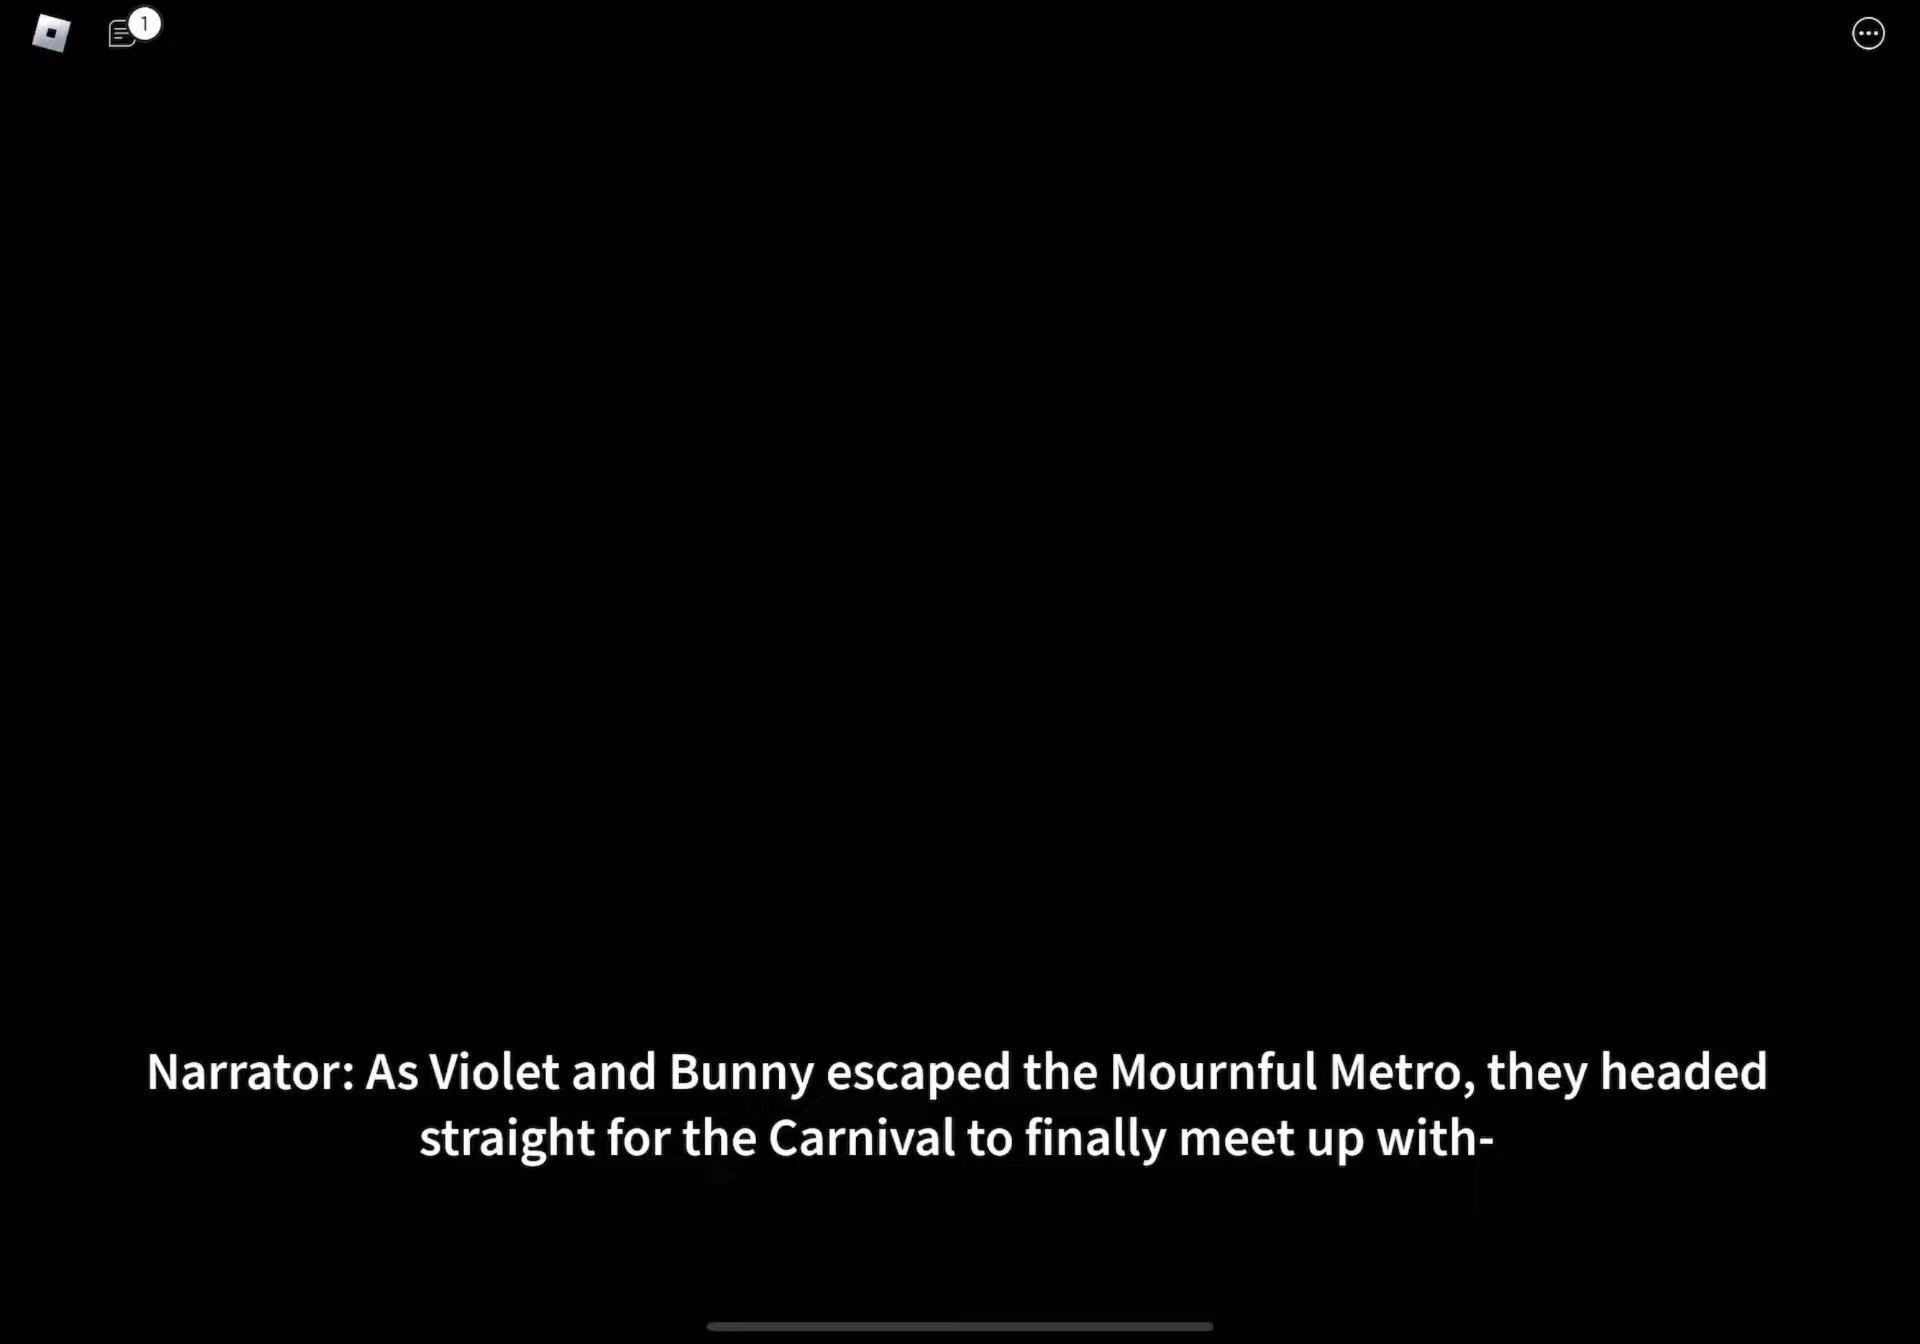 1
Narrator: As Violet and Bunny escaped the Mournful Metro, they headed
straight for the Carnival to finally meet up with-